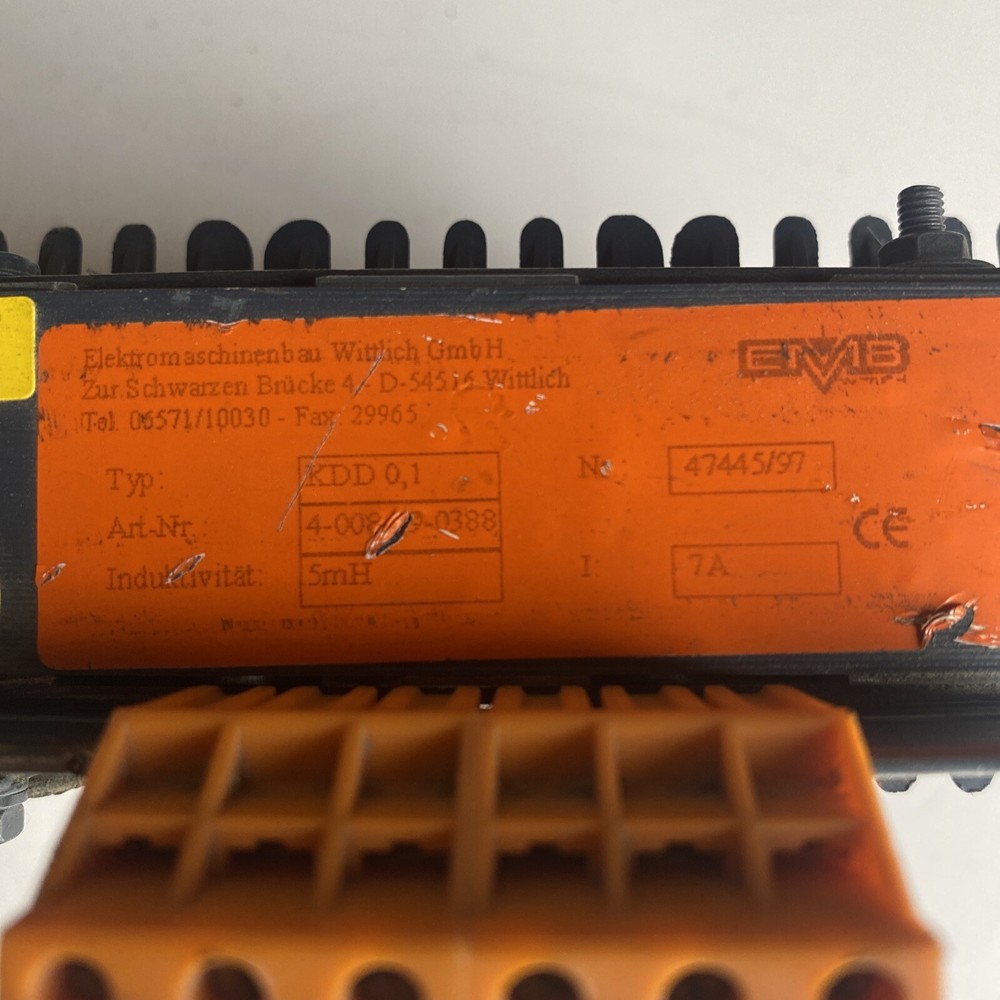 Elektromaschinenbau Wittlich GmbH
EMB
Zur Schwarzen Brücke 4, D-54516 Wittlich
Tel. 06571/10030 - Fax 29965
Typ: KDD 0,1
Nr. 47445/97
Art-Nr.
CE
Induktivität: 5mH
I: 7A